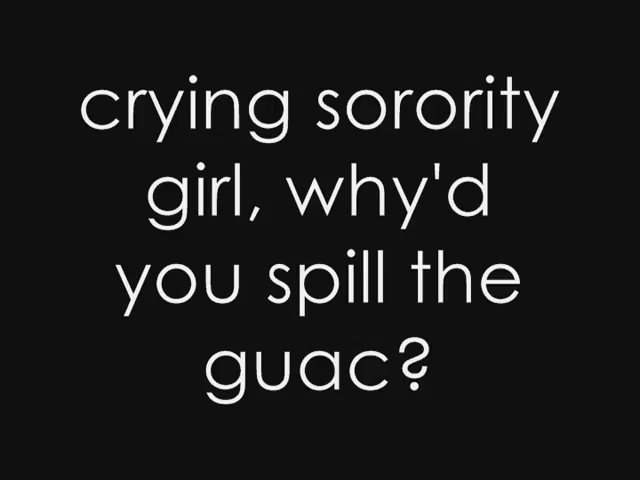 crying sorority
girl, why'd
you spill the
guac?